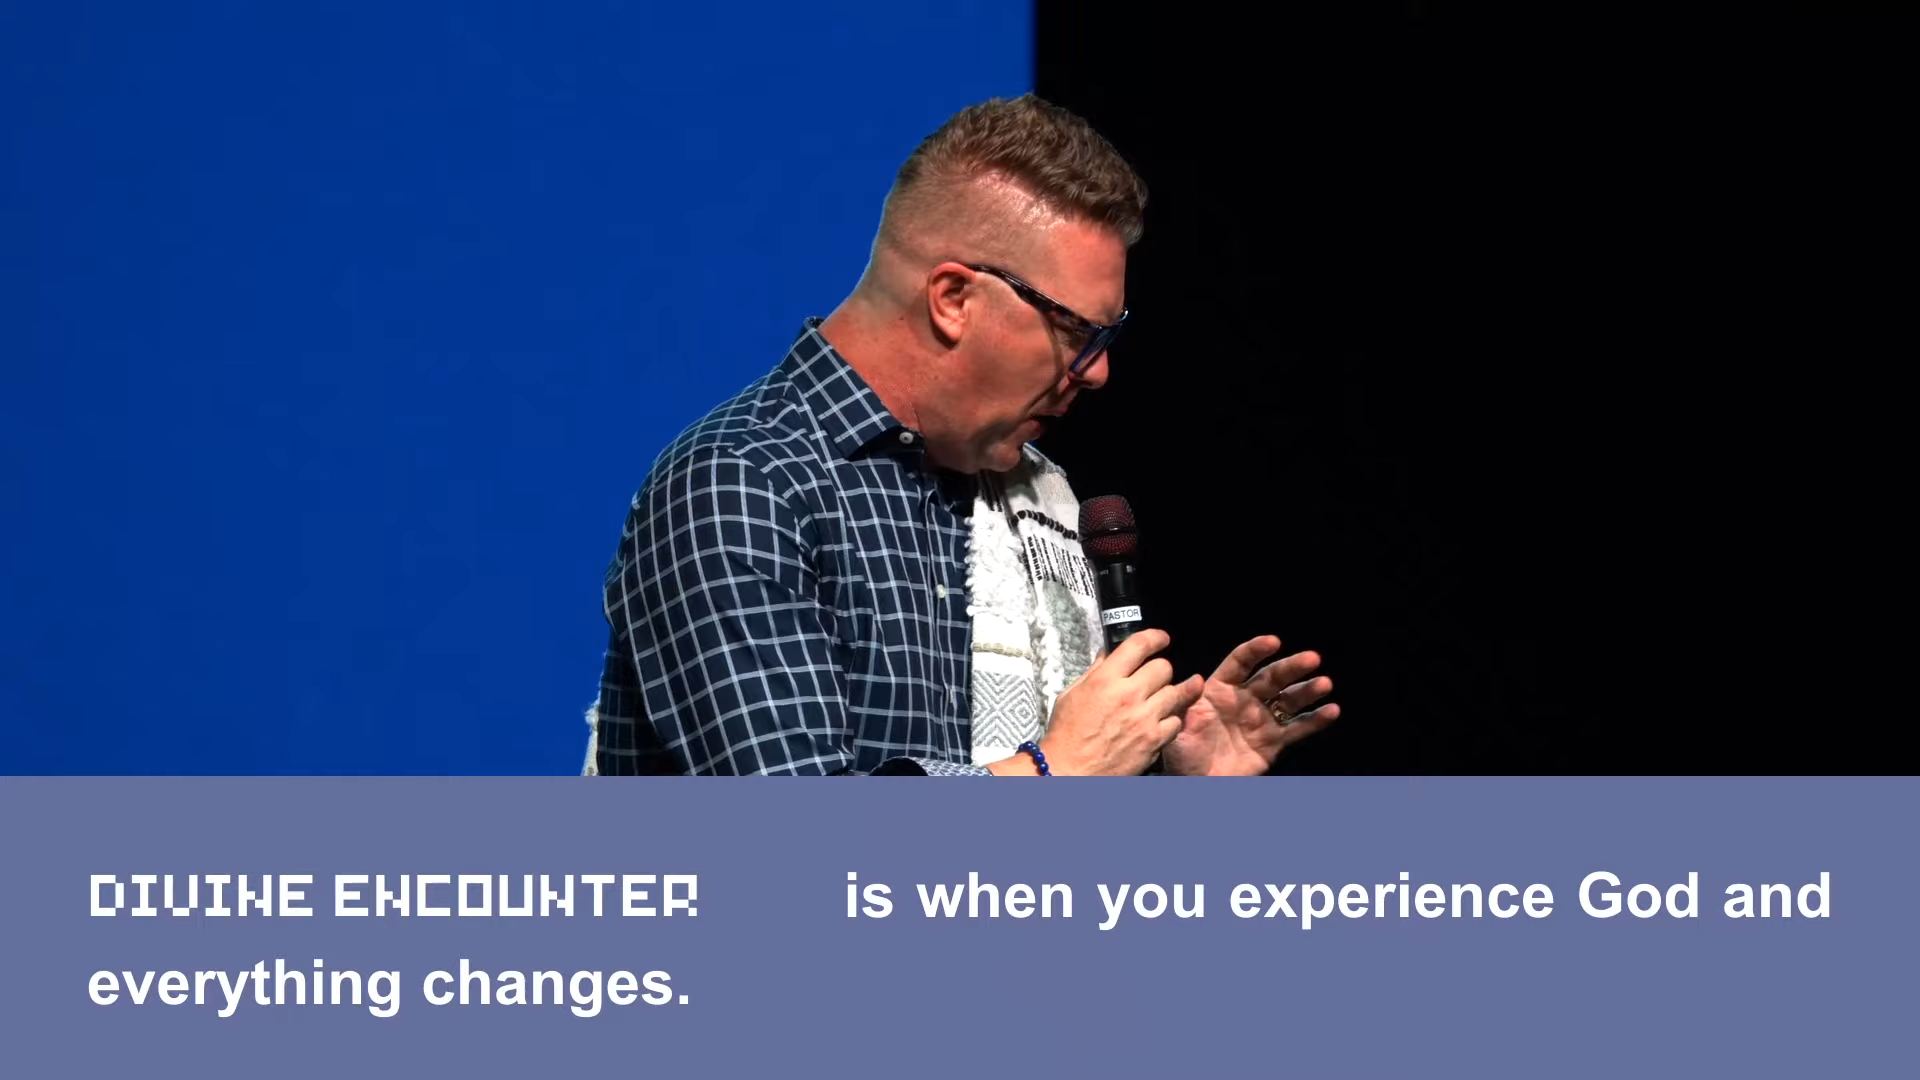 PASTOR
DIVINE ENCOUNTER is when you experience God and
everything changes.